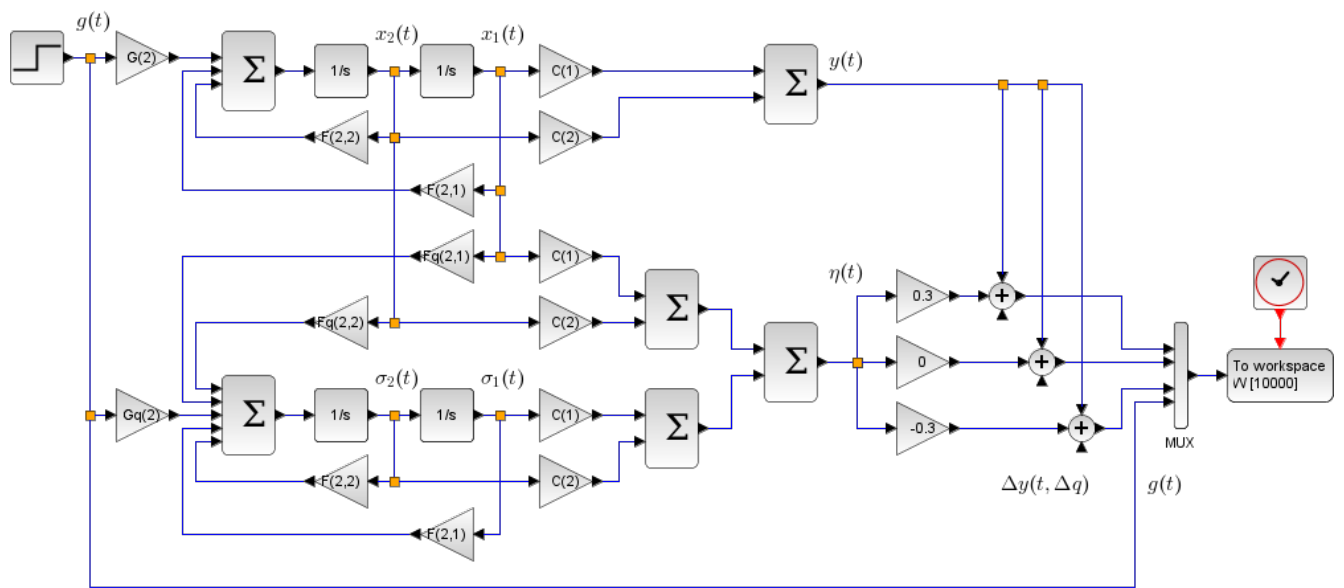 g(t)
x₂(t)
x₁(t)
G(2)
Σ
1/s
1/s
C(1)
Σ
y(t)
F(2,2)
C(2)
F(2,1)
Fq(2,1)
C(1)
η(t)
0.3
+
Fq(2,2)
C(2)
Σ
Σ
0
+
To workspace
W [10000]
σ₂(t)
σ₁(t)
Gq(2)
Σ
1/s
1/s
C(1)
Σ
-0.3
+
MUX
F(2,2)
C(2)
Δy(t, Δq)
g(t)
F(2,1)